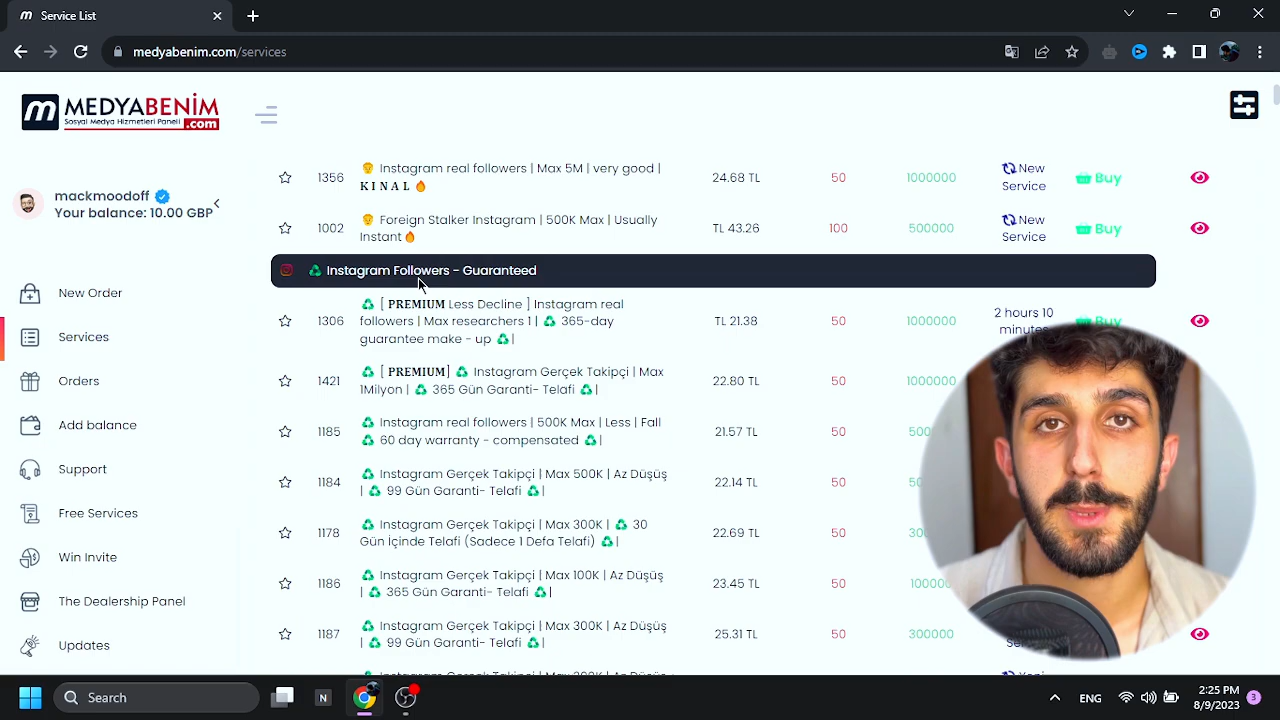 Service List
medyabenim.com/services
m MEDYABENİM
Sosyal Medya Hizmetleri Paneli .com
mackmoodoff
Your balance: 10.00 GBP
New Order
Services
Orders
Add balance
Support
Free Services
Win Invite
The Dealership Panel
Updates
1356 Instagram real followers | Max 5M | very good | 24.68 TL 50 1000000 New Buy
KINAL Service
1002 Foreign Stalker Instagram | 500K Max | Usually TL 43.26 100 500000 New Buy
Instant Service
Instagram Followers - Guaranteed
1306 [ PREMIUM Less Decline ] Instagram real TL 21.38 50 1000000 2 hours 10 Buy
followers | Max researchers 1 | 365-day minutes
guarantee make - up |
1421 [ PREMIUM] Instagram Gerçek Takipçi | Max 22.80 TL 50 1000000
1Milyon | 365 Gün Garanti- Telafi |
1185 Instagram real followers | 500K Max | Less | Fall 21.57 TL 50
60 day warranty - compensated |
1184 Instagram Gerçek Takipçi | Max 500K | Az Düşüş 22.14 TL 50
| 99 Gün Garanti- Telafi |
1178 Instagram Gerçek Takipçi | Max 300K | 30 22.69 TL 50
Gün İçinde Telafi (Sadece 1 Defa Telafi) |
1186 Instagram Gerçek Takipçi | Max 100K | Az Düşüş 23.45 TL 50
| 365 Gün Garanti- Telafi |
1187 Instagram Gerçek Takipçi | Max 300K | Az Düşüş 25.31 TL 50 300000
| 99 Gün Garanti- Telafi |
Search
N
ENG
2:25 PM
8/9/2023
3